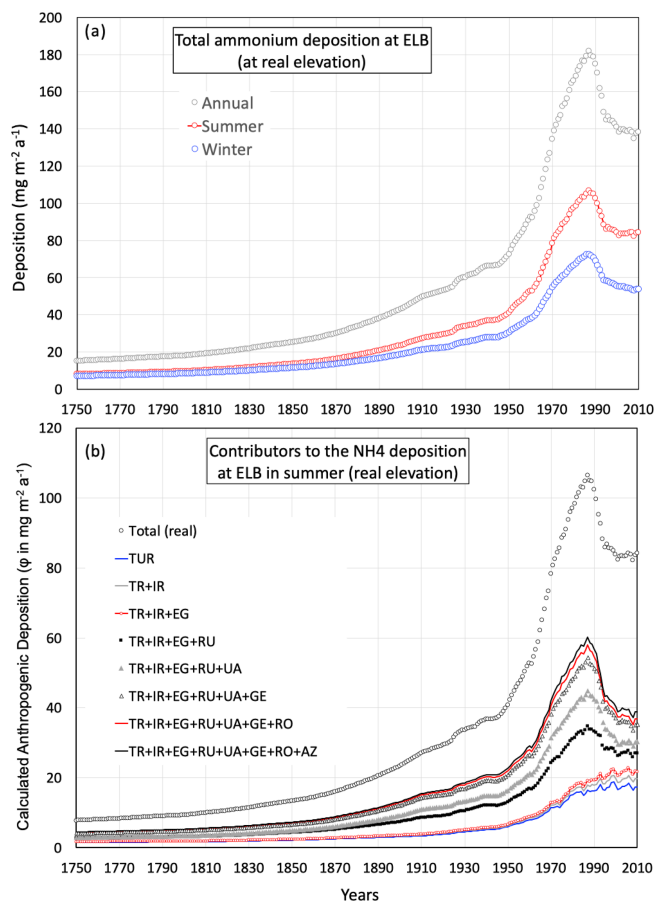 (a)
Total ammonium deposition at ELB
(at real elevation)
Annual
Summer
Winter
Deposition (mg m⁻² a⁻¹)
200
180
160
140
120
100
80
60
40
20
0
1750 1770 1790 1810 1830 1850 1870 1890 1910 1930 1950 1970 1990 2010
(b)
Contributors to the NH4 deposition
at ELB in summer (real elevation)
Total (real)
TUR
TR+IR
TR+IR+EG
TR+IR+EG+RU
TR+IR+EG+RU+UA
TR+IR+EG+RU+UA+GE
TR+IR+EG+RU+UA+GE+RO
TR+IR+EG+RU+UA+GE+RO+AZ
Calculated Anthropogenic Deposition (φ in mg m⁻² a⁻¹)
120
100
80
60
40
20
0
1750 1770 1790 1810 1830 1850 1870 1890 1910 1930 1950 1970 1990 2010
Years